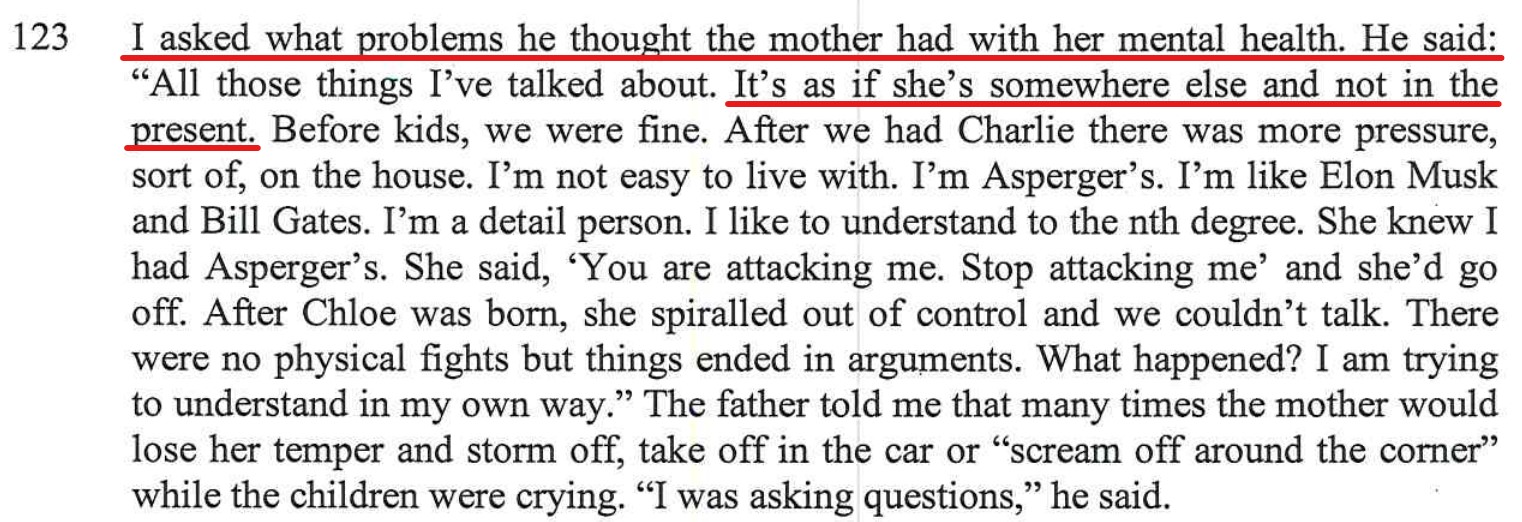 123 I asked what problems he thought the mother had with her mental health. He said:
“All those things I’ve talked about. It’s as if she’s somewhere else and not in the
present. Before kids, we were fine. After we had Charlie there was more pressure,
sort of, on the house. I’m not easy to live with. I’m Asperger’s. I’m like Elon Musk
and Bill Gates. I’m a detail person. I like to understand to the nth degree. She knew I
had Asperger’s. She said, ‘You are attacking me. Stop attacking me’ and she’d go
off. After Chloe was born, she spiralled out of control and we couldn’t talk. There
were no physical fights but things ended in arguments. What happened? I am trying
to understand in my own way.” The father told me that many times the mother would
lose her temper and storm off, take off in the car or “scream off around the corner”
while the children were crying. “I was asking questions,” he said.